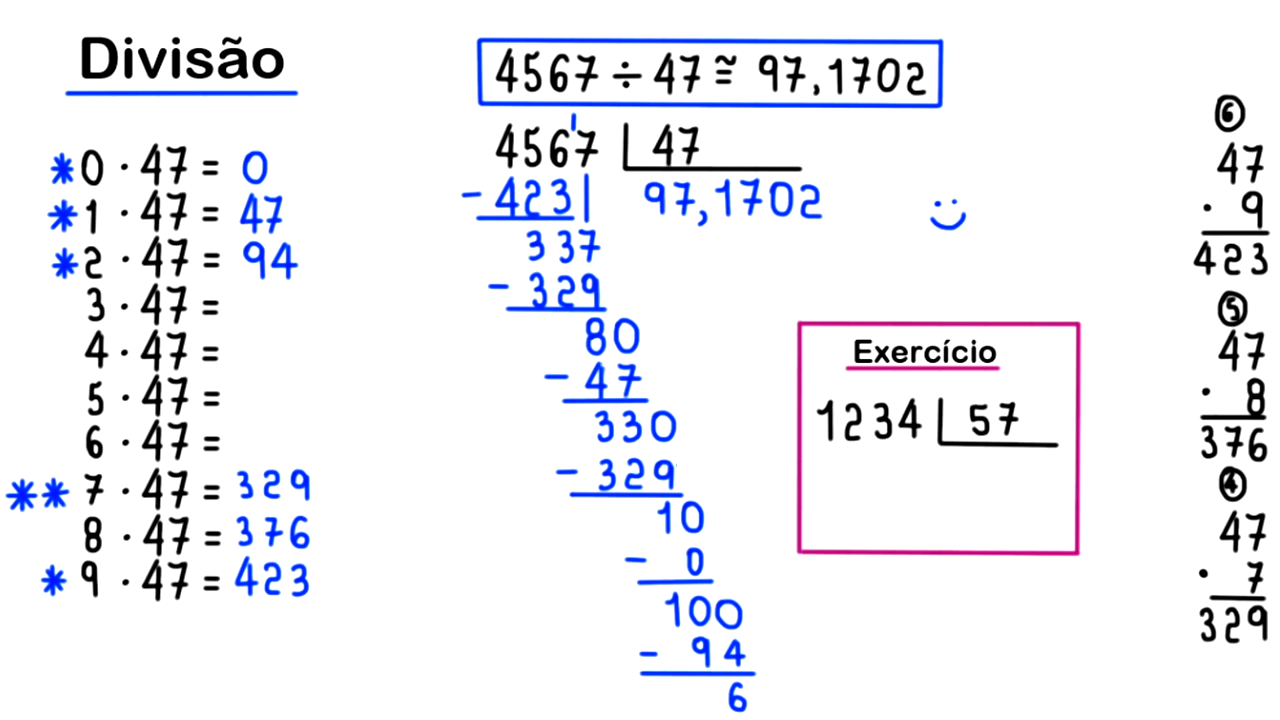 Divisão
* 0 · 47 = 0
* 1 · 47 = 47
* 2 · 47 = 94
3 · 47 =
4 · 47 =
5 · 47 =
6 · 47 =
** 7 · 47 = 329
8 · 47 = 376
* 9 · 47 = 423
4567 ÷ 47 ≅ 97,1702
456'7 | 47
- 423| 97,1702
337
- 329
80
- 47
330
- 329
10
- 0
100
- 94
6
Exercício
1234 | 57
⑥
47
· 9
423
⑤
47
· 8
376
④
47
· 7
329